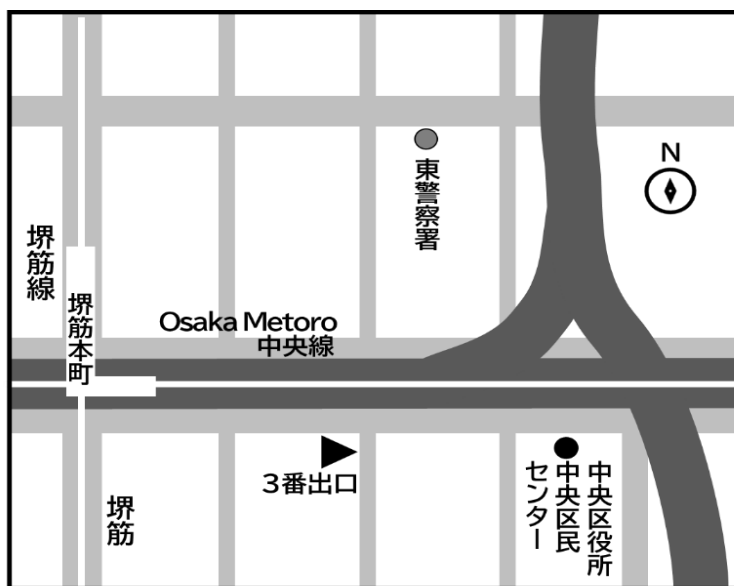 N
東警察署
堺筋線
堺筋本町
Osaka Metoro
中央線
3番出口
中央区役所
中央区民
センター
堺筋